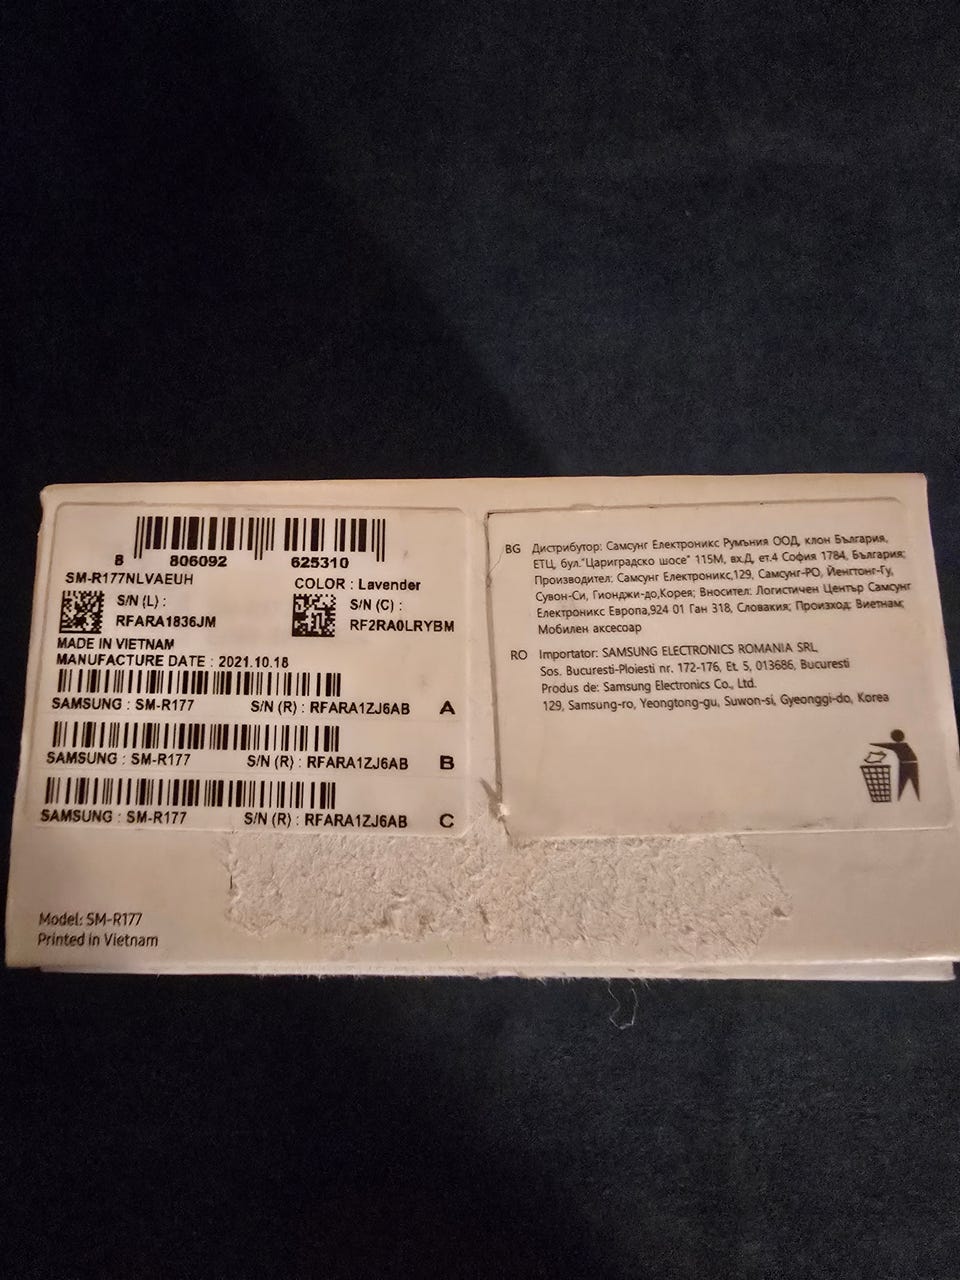 8 806092 625310
SM-R177NLVAEUH
COLOR : Lavender
S/N (L) :
RFARA1836JM
S/N (C) :
RF2RA0LRYBM
MADE IN VIETNAM
MANUFACTURE DATE : 2021.10.18
SAMSUNG : SM-R177 S/N (R) : RFARA1ZJ6AB A
SAMSUNG : SM-R177 S/N (R) : RFARA1ZJ6AB B
SAMSUNG : SM-R177 S/N (R) : RFARA1ZJ6AB C
Model: SM-R177
Printed in Vietnam
BG Дистрибутор: Самсунг Електроникс Румъния ООД, клон България,
ЕТЦ, бул."Цариградско шосе" 115М, вх.Д, ет.4 София 1784, България;
Производител: Самсунг Електроникс,129, Самсунг-РО, Йенгтонг-Гу,
Сувон-Си, Гионджи-до,Корея; Вносител: Логистичен Център Самсунг
Електроникс Европа,924 01 Ган 318, Словакия; Произход: Виетнам;
Мобилен аксесоар
RO Importator: SAMSUNG ELECTRONICS ROMANIA SRL
Sos. Bucuresti-Ploiesti nr. 172-176, Et. 5, 013686, Bucuresti
Produs de: Samsung Electronics Co., Ltd.
129, Samsung-ro, Yeongtong-gu, Suwon-si, Gyeonggi-do, Korea